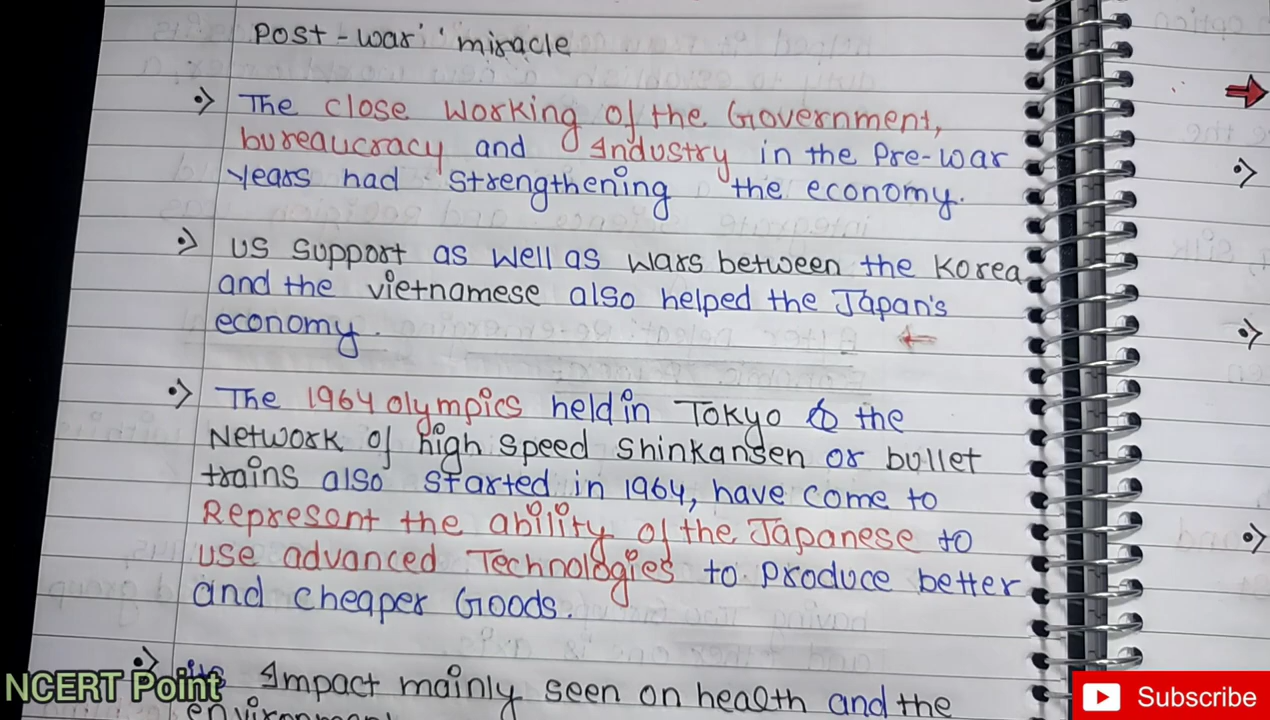 Post-war 'miracle
•> The close working of the Government,
bureaucracy and Industry in the Pre-war
years had strengthening the economy.
•> US Support as well as wars between the Korea
and the vietnamese also helped the Japan's
economy.
•> The 1964 olympics held in Tokyo & the
Network of high speed Shinkansen or bullet
trains also started in 1964, have come to
Represent the ability of the Japanese to
use advanced Technologies to produce better
and cheaper Goods.
•> Impact mainly seen on health and the
environment
NCERT Point
Subscribe